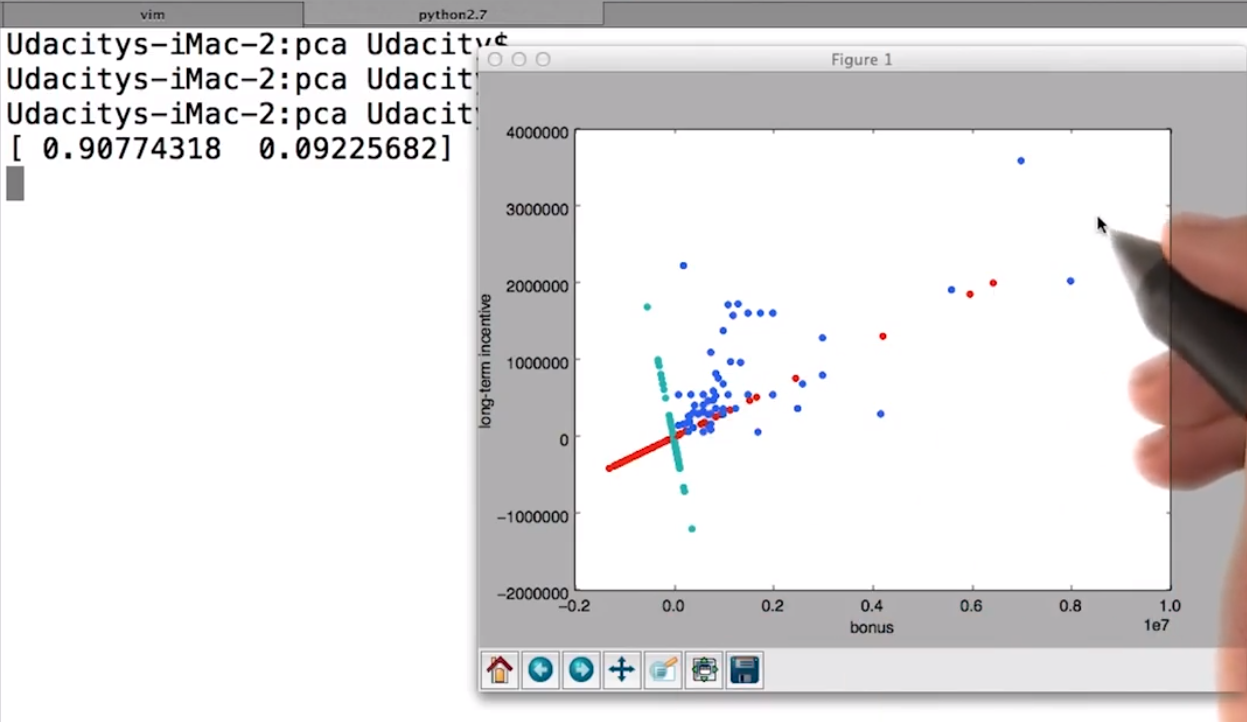 vim
python2.7
Udacitys-iMac-2:pca Udacity$
Udacitys-iMac-2:pca Udacity
Udacitys-iMac-2:pca Udacity
[ 0.90774318  0.09225682]
Figure 1
4000000
3000000
2000000
1000000
0
−1000000
−2000000
long-term incentive
−0.2 0.0 0.2 0.4 0.6 0.8 1.0
1e7
bonus